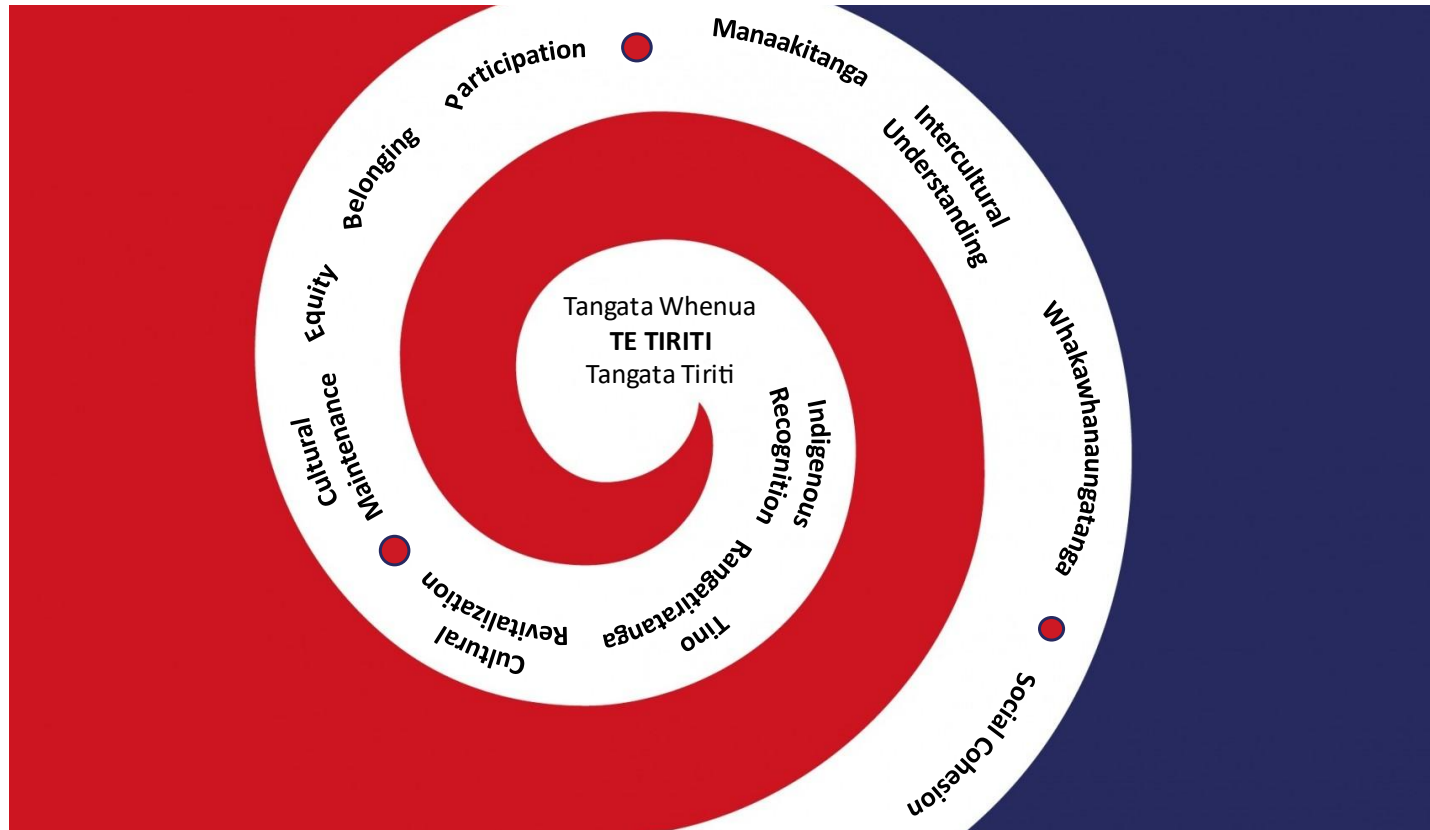 Tangata Whenua
TE TIRITI
Tangata Tiriti
Indigenous
Recognition
Tino
Rangatiratanga
Cultural
Revitalization
Cultural
Maintenance
Equity
Belonging
Participation
Manaakitanga
Intercultural
Understanding
Whakawhanaungatanga
Social Cohesion